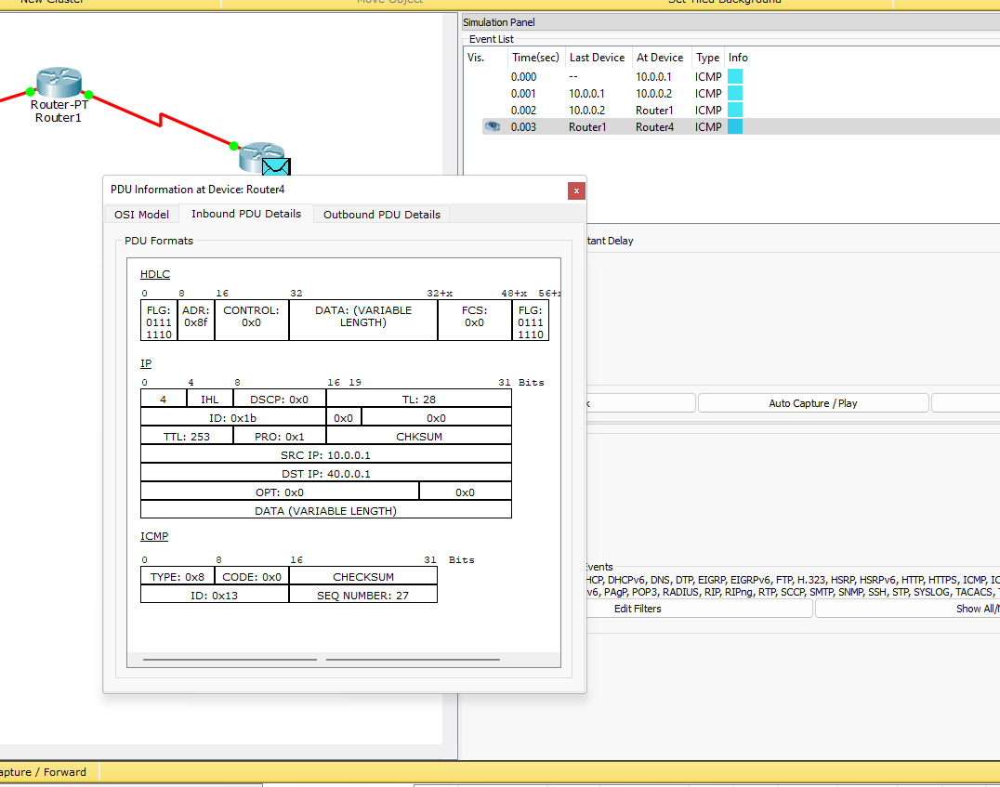 New Cluster Move Object Set Tiled Background
Simulation Panel
Event List
Vis. Time(sec) Last Device At Device Type Info
0.000 -- 10.0.0.1 ICMP
0.001 10.0.0.1 10.0.0.2 ICMP
0.002 10.0.0.2 Router1 ICMP
0.003 Router1 Router4 ICMP
Router-PT
Router1
PDU Information at Device: Router4
x
OSI Model Inbound PDU Details Outbound PDU Details
PDU Formats
HDLC
0 8 16 32 32+x 48+x 56+x
FLG: 0111 1110 ADR: 0x8f CONTROL: 0x0 DATA: (VARIABLE LENGTH) FCS: 0x0 FLG: 0111 1110
IP
0 4 8 16 19 31 Bits
4 IHL DSCP: 0x0 TL: 28
ID: 0x1b 0x0 0x0
TTL: 253 PRO: 0x1 CHKSUM
SRC IP: 10.0.0.1
DST IP: 40.0.0.1
OPT: 0x0 0x0
DATA (VARIABLE LENGTH)
ICMP
0 8 16 31 Bits
TYPE: 0x8 CODE: 0x0 CHECKSUM
ID: 0x13 SEQ NUMBER: 27
tant Delay
k Auto Capture / Play
Events
HCP, DHCPv6, DNS, DTP, EIGRP, EIGRPv6, FTP, H.323, HSRP, HSRPv6, HTTP, HTTPS, ICMP, IC
v6, PAgP, POP3, RADIUS, RIP, RIPng, RTP, SCCP, SMTP, SNMP, SSH, STP, SYSLOG, TACACS, T
Edit Filters Show All/N
apture / Forward